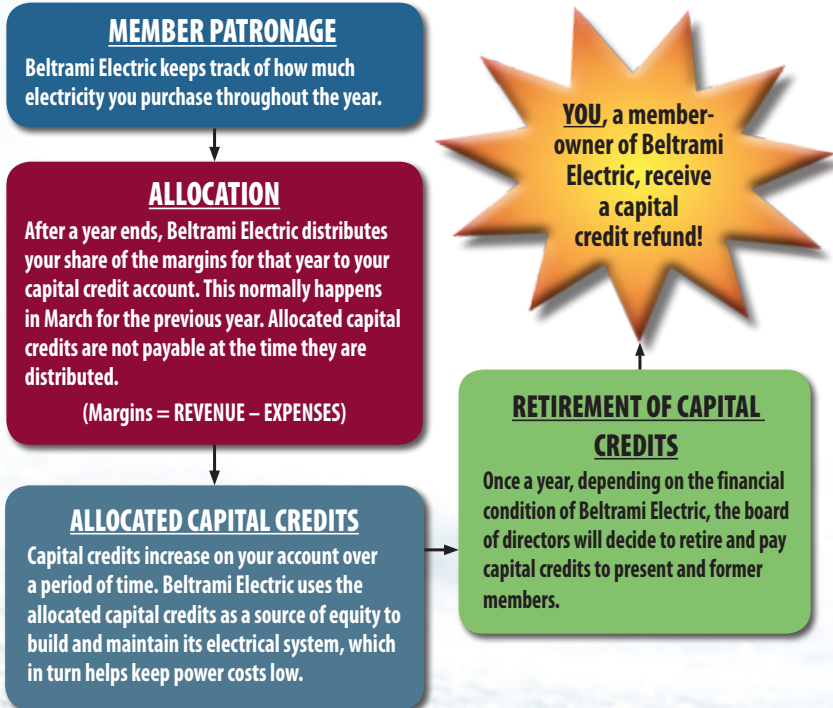 MEMBER PATRONAGE
Beltrami Electric keeps track of how much
electricity you purchase throughout the year.
ALLOCATION
After a year ends, Beltrami Electric distributes
your share of the margins for that year to your
capital credit account. This normally happens
in March for the previous year. Allocated capital
credits are not payable at the time they are
distributed.
(Margins = REVENUE – EXPENSES)
ALLOCATED CAPITAL CREDITS
Capital credits increase on your account over
a period of time. Beltrami Electric uses the
allocated capital credits as a source of equity to
build and maintain its electrical system, which
in turn helps keep power costs low.
RETIREMENT OF CAPITAL
CREDITS
Once a year, depending on the financial
condition of Beltrami Electric, the board
of directors will decide to retire and pay
capital credits to present and former
members.
YOU, a member-
owner of Beltrami
Electric, receive
a capital
credit refund!